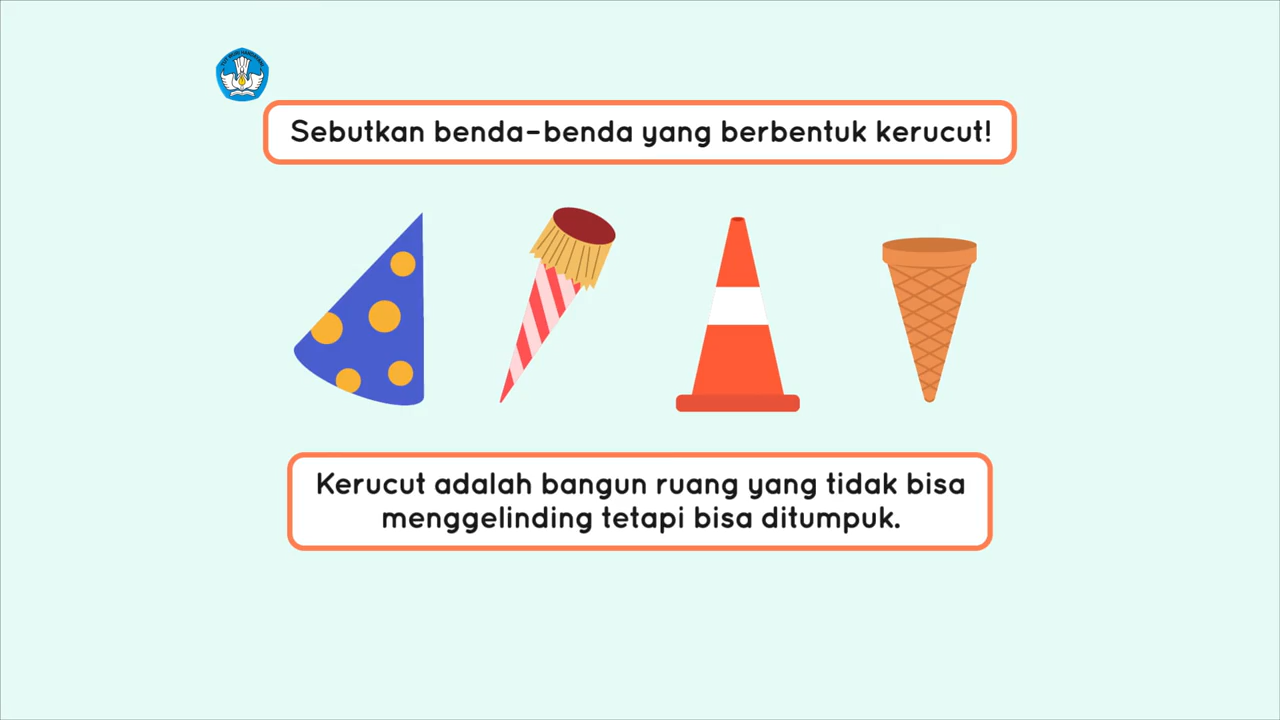 Sebutkan benda-benda yang berbentuk kerucut!
Kerucut adalah bangun ruang yang tidak bisa
menggelinding tetapi bisa ditumpuk.